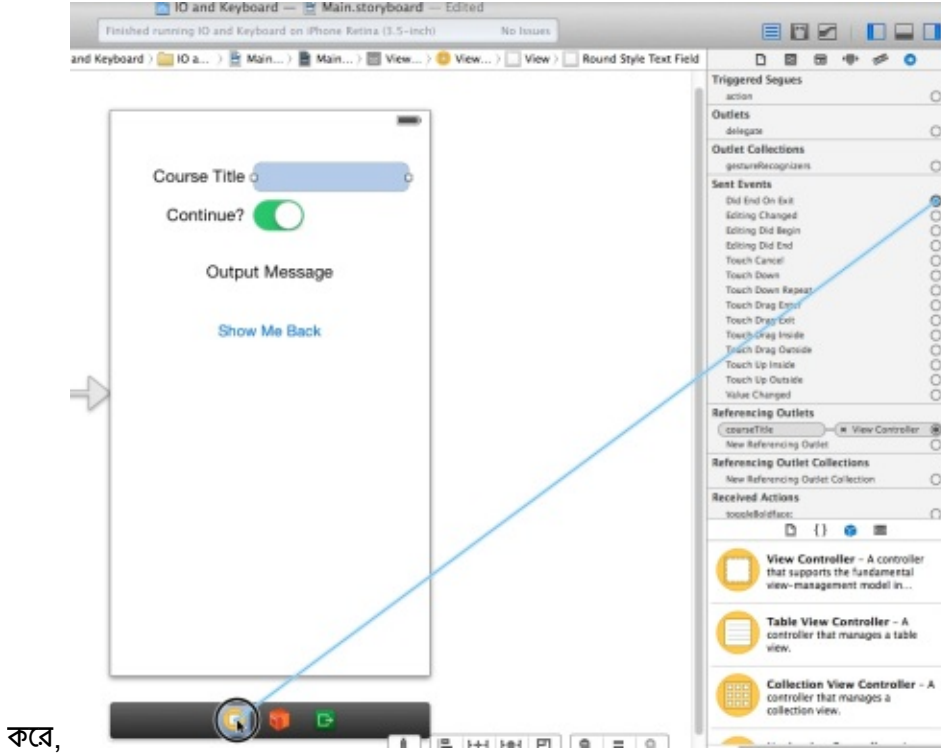 IO and Keyboard — Main.storyboard — Edited
Finished running IO and Keyboard on iPhone Retina (3.5-inch) No Issues
and Keyboard IO a... Main... Main... View... View... View Round Style Text Field
Triggered Segues
action
Outlets
delegate
Outlet Collections
gestureRecognizers
Sent Events
Did End On Exit
Editing Changed
Editing Did Begin
Editing Did End
Touch Cancel
Touch Down
Touch Down Repeat
Touch Drag Enter
Touch Drag Exit
Touch Drag Inside
Touch Drag Outside
Touch Up Inside
Touch Up Outside
Value Changed
Referencing Outlets
courseTitle View Controller
New Referencing Outlet
Referencing Outlet Collections
New Referencing Outlet Collection
Received Actions
toggleBoldface:
Course Title
Continue?
Output Message
Show Me Back
View Controller – A controller
that supports the fundamental
view-management model in...
Table View Controller – A
controller that manages a table
view.
Collection View Controller – A
controller that manages a
collection view.
করে,